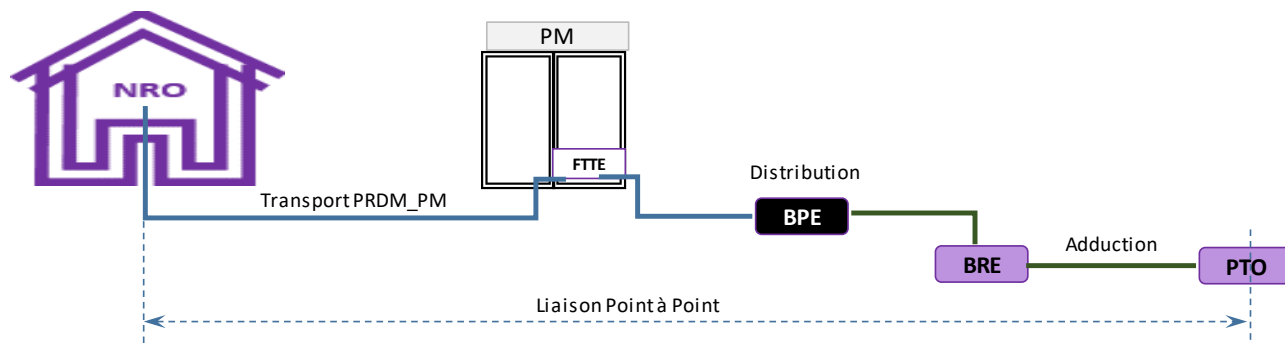 PM
NRO
FTTE
Distribution
Transport PRDM_PM
BPE
Adduction
BRE
PTO
Liaison Point à Point